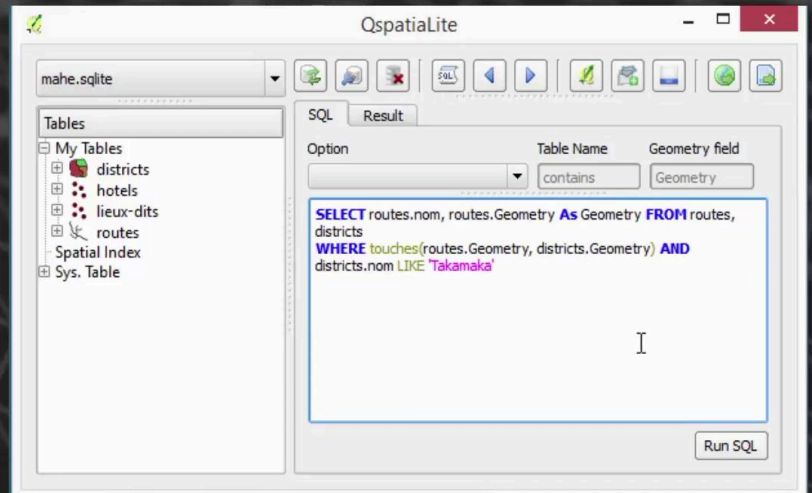 QspatiaLite
mahe.sqlite
SQL
Tables
My Tables
districts
hotels
lieux-dits
routes
Spatial Index
Sys. Table
SQL Result
Option Table Name Geometry field
contains Geometry
SELECT routes.nom, routes.Geometry As Geometry FROM routes,
districts
WHERE touches(routes.Geometry, districts.Geometry) AND
districts.nom LIKE 'Takamaka'
Run SQL